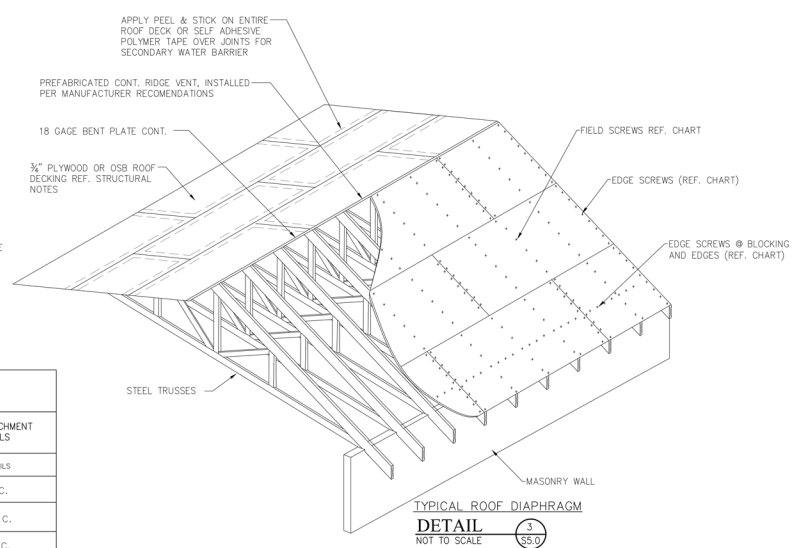 APPLY PEEL & STICK ON ENTIRE
ROOF DECK OR SELF ADHESIVE
POLYMER TAPE OVER JOINTS FOR
SECONDARY WATER BARRIER
PREFABRICATED CONT. RIDGE VENT, INSTALLED
PER MANUFACTURER RECOMENDATIONS
18 GAGE BENT PLATE CONT.
¾" PLYWOOD OR OSB ROOF
DECKING REF. STRUCTURAL
NOTES
FIELD SCREWS REF. CHART
EDGE SCREWS (REF. CHART)
EDGE SCREWS @ BLOCKING
AND EDGES (REF. CHART)
E
STEEL TRUSSES
CHMENT
LS
ILS
C.
C.
C.
MASONRY WALL
TYPICAL ROOF DIAPHRAGM
DETAIL 3
NOT TO SCALE S5.0